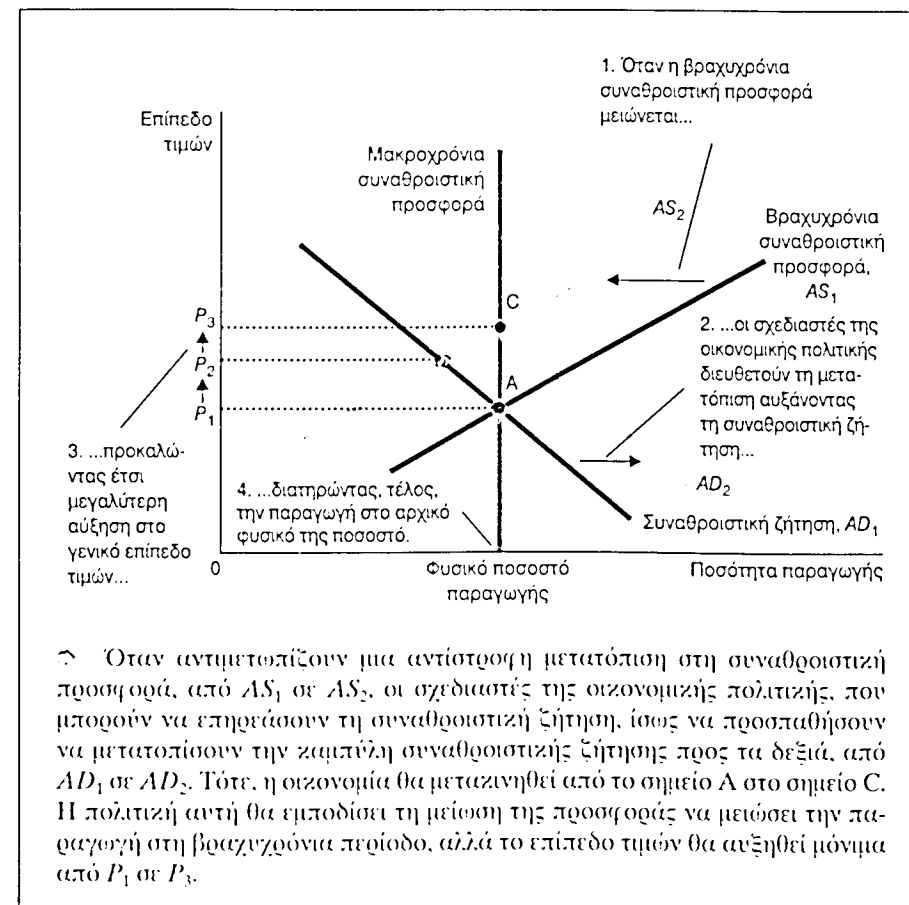 1. Όταν η βραχυχρόνια
συναθροιστική προσφορά
μειώνεται...
Επίπεδο
τιμών
Μακροχρόνια
συναθροιστική
προσφορά
AS2
Βραχυχρόνια
συναθροιστική
προσφορά,
AS1
C
P3
2. ...οι σχεδιαστές της
οικονομικής πολιτικής
διευθετούν τη μετα-
τόπιση αυξάνοντας
τη συναθροιστική ζή-
τηση...
P2
A
P1
3. ...προκαλώ-
ντας έτσι
μεγαλύτερη
αύξηση στο
γενικό επίπεδο
τιμών...
4. ...διατηρώντας, τέλος,
την παραγωγή στο αρχικό
φυσικό της ποσοστό.
AD2
Συναθροιστική ζήτηση, AD1
0
Φυσικό ποσοστό
παραγωγής
Ποσότητα παραγωγής
Όταν αντιμετωπίζουν μια αντίστροφη μετατόπιση στη συναθροιστική
προσφορά, από AS1 σε AS2, οι σχεδιαστές της οικονομικής πολιτικής, που
μπορούν να επηρεάσουν τη συναθροιστική ζήτηση, ίσως να προσπαθήσουν
να μετατοπίσουν την καμπύλη συναθροιστικής ζήτησης προς τα δεξιά, από
AD1 σε AD2. Τότε, η οικονομία θα μετακινηθεί από το σημείο Α στο σημείο C.
Η πολιτική αυτή θα εμποδίσει τη μείωση της προσφοράς να μειώσει την πα-
ραγωγή στη βραχυχρόνια περίοδο, αλλά το επίπεδο τιμών θα αυξηθεί μόνιμα
από P1 σε P3.